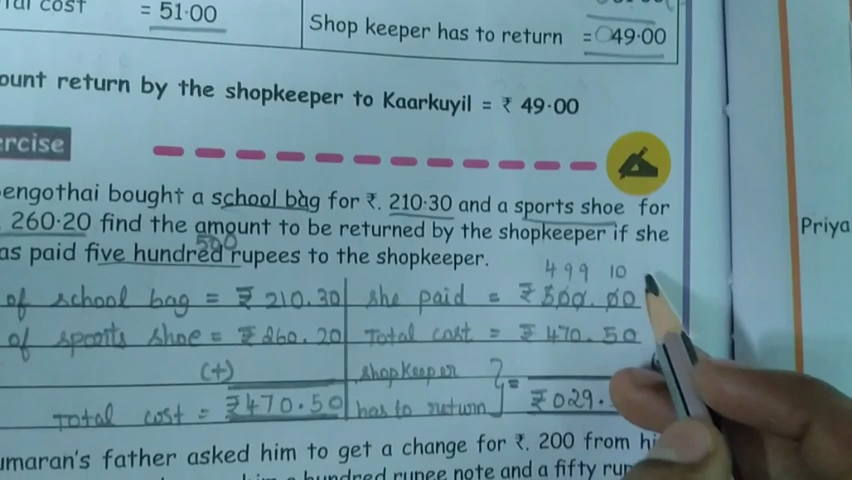 cost = 51·00
Shop keeper has to return = 049·00
ount return by the shopkeeper to Kaarkuyil = ₹ 49·00
ercise
engothai bought a school bag for ₹. 210·30 and a sports shoe for
. 260·20 find the amount to be returned by the shopkeeper if she
500
as paid five hundred rupees to the shopkeeper.
499 10
of school bag = ₹ 210.30 she paid = ₹ 500.00
of sports shoe = ₹ 260.20 Total cost = ₹ 470.50
(+) shopkeeper
Total cost = ₹470.50 has to return } = ₹029.
umaran's father asked him to get a change for ₹. 200 from hi
a hundred rupee note and a fifty rup
Priya